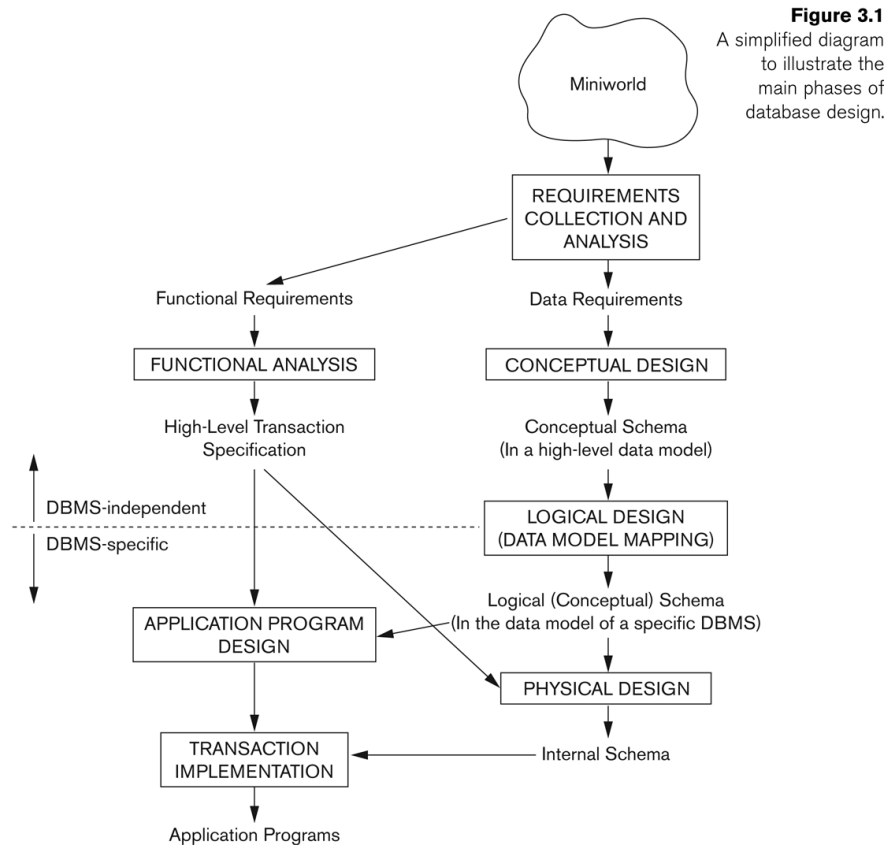 Figure 3.1
A simplified diagram
to illustrate the
main phases of
database design.
Miniworld
REQUIREMENTS
COLLECTION AND
ANALYSIS
Functional Requirements
Data Requirements
FUNCTIONAL ANALYSIS
CONCEPTUAL DESIGN
High-Level Transaction
Specification
Conceptual Schema
(In a high-level data model)
DBMS-independent
DBMS-specific
LOGICAL DESIGN
(DATA MODEL MAPPING)
Logical (Conceptual) Schema
(In the data model of a specific DBMS)
APPLICATION PROGRAM
DESIGN
PHYSICAL DESIGN
TRANSACTION
IMPLEMENTATION
Internal Schema
Application Programs